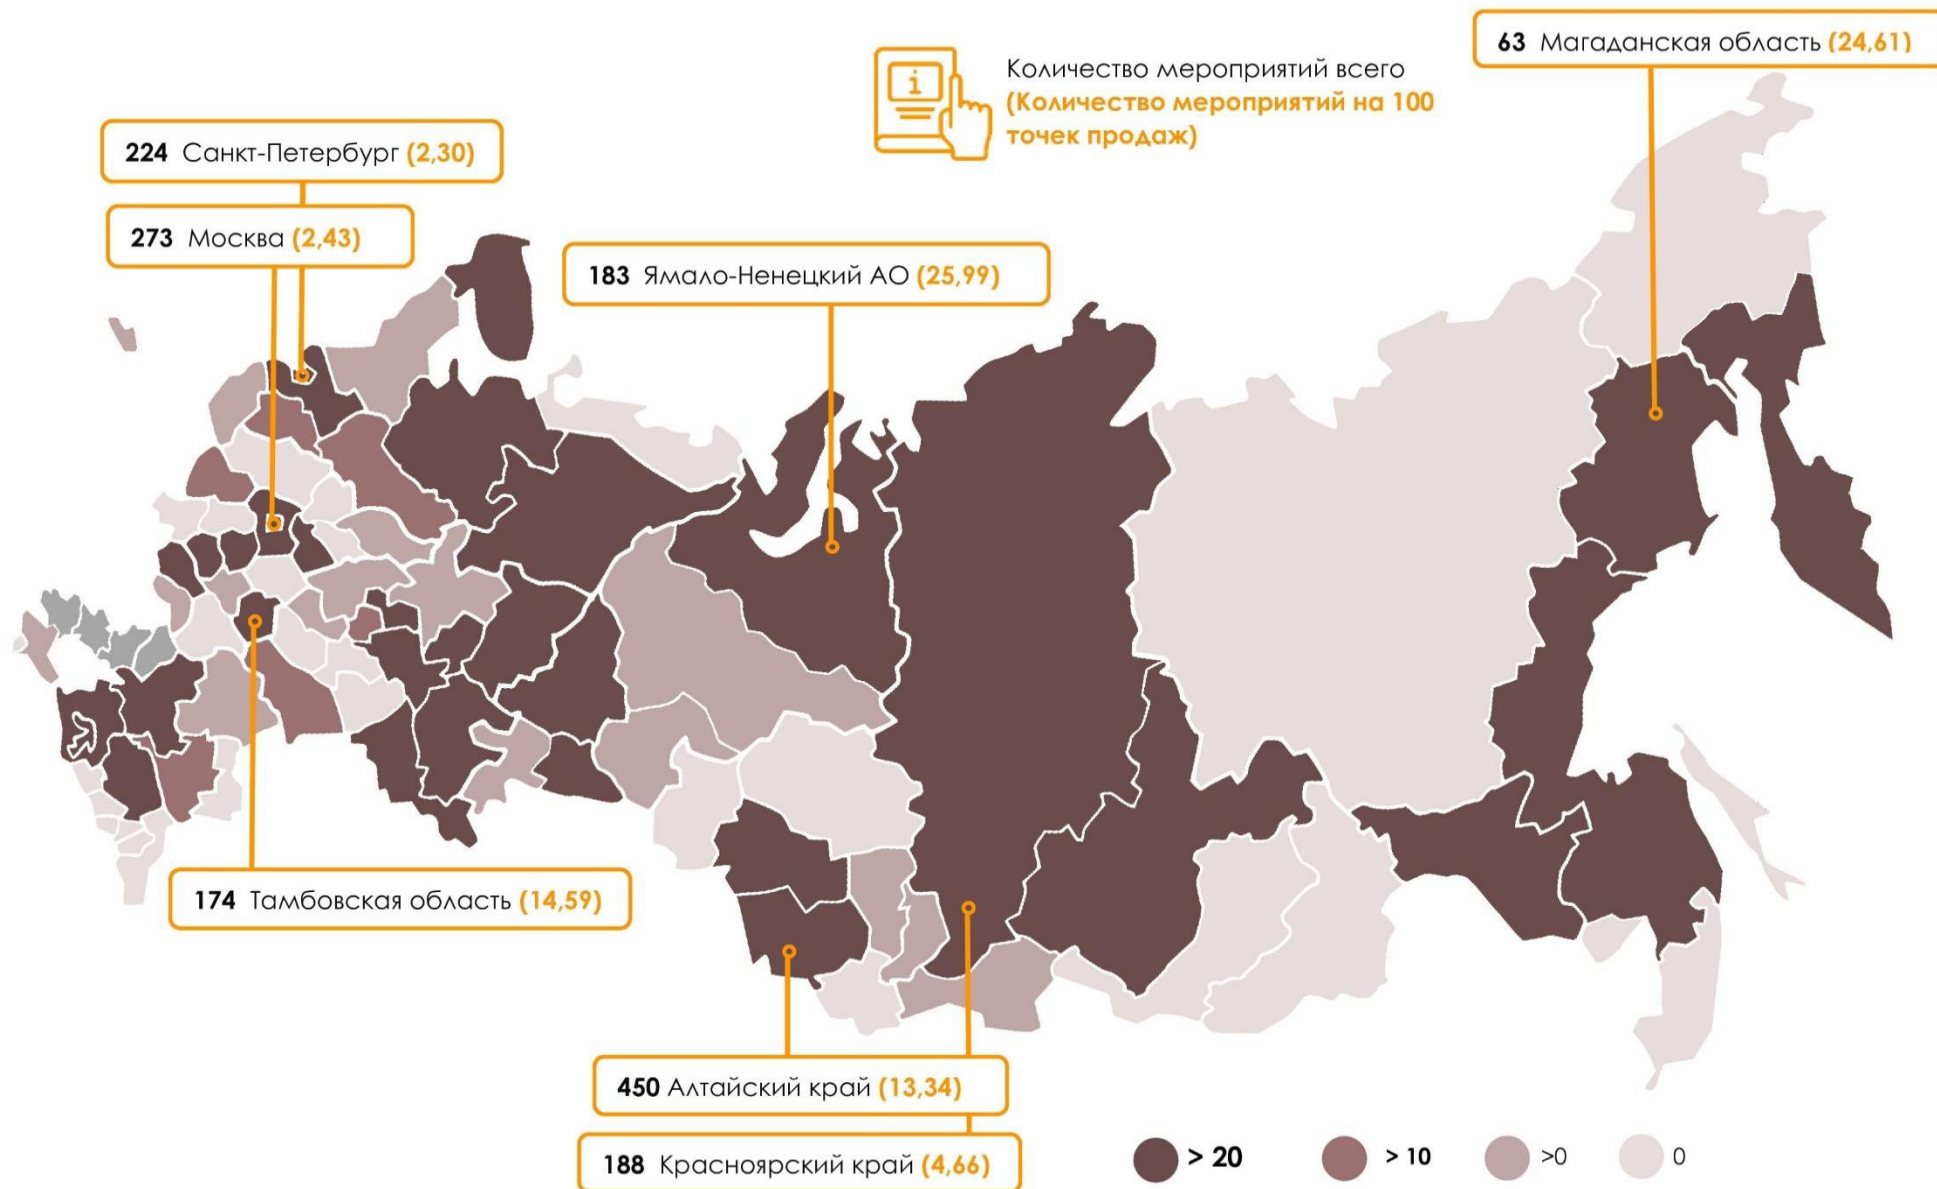 63 Магаданская область (24,61)
i
Количество мероприятий всего
(Количество мероприятий на 100
точек продаж)
224 Санкт-Петербург (2,30)
273 Москва (2,43)
183 Ямало-Ненецкий АО (25,99)
174 Тамбовская область (14,59)
450 Алтайский край (13,34)
188 Красноярский край (4,66)
> 20
> 10
>0
0